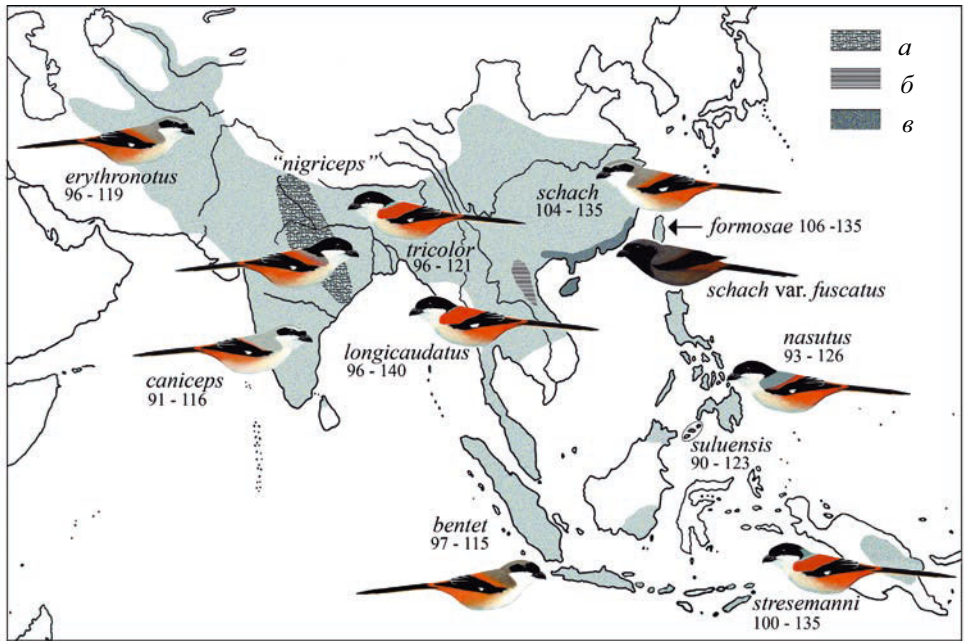 а
б
в
"nigriceps"
erythronotus
96 - 119
schach
104 - 135
formosae 106 -135
tricolor
96 - 121
schach var. fuscatus
nasutus
93 - 126
longicaudatus
96 - 140
caniceps
91 - 116
suluensis
90 - 123
bentet
97 - 115
stresemanni
100 - 135